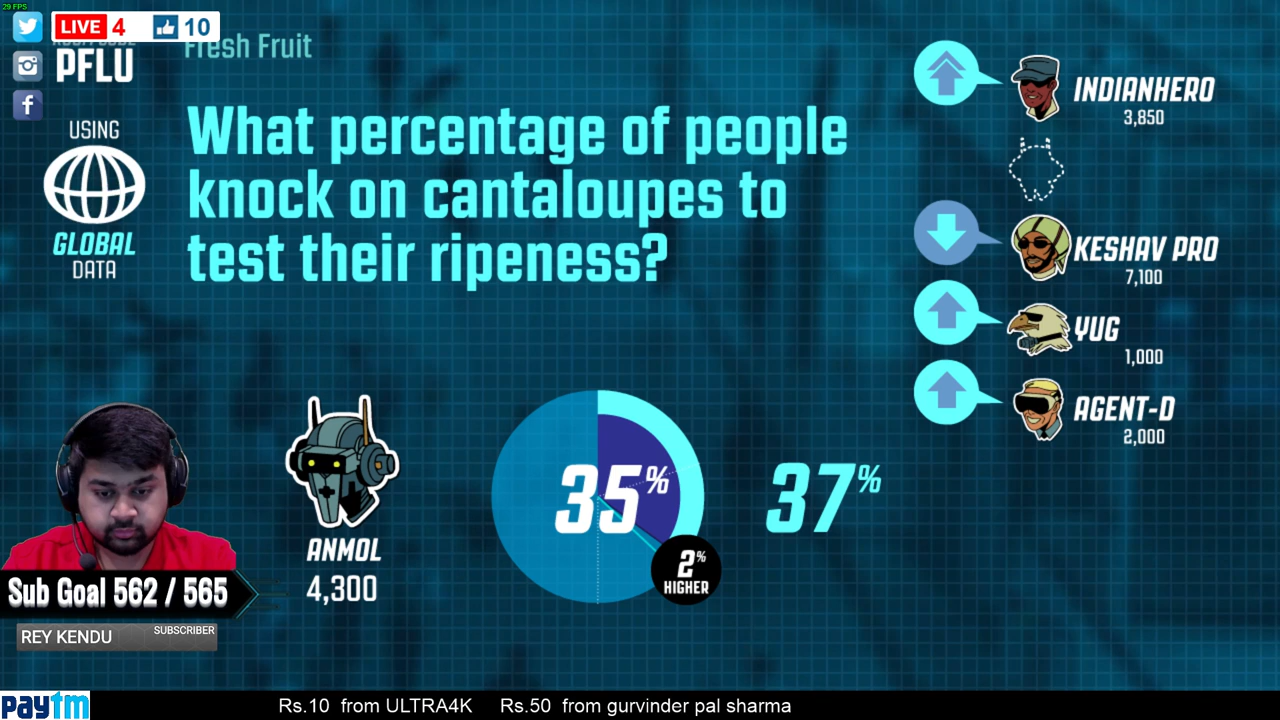 29 FPS
LIVE 4
10
PFLU
USING
GLOBAL
DATA
Fresh Fruit
What percentage of people
knock on cantaloupes to
test their ripeness?
INDIANHERO
3,850
KESHAV PRO
7,100
YUG
1,000
AGENT-D
2,000
ANMOL
4,300
35%
37%
2%
HIGHER
Sub Goal 562 / 565
REY KENDU
SUBSCRIBER
paytm
Rs.10 from ULTRA4K Rs.50 from gurvinder pal sharma